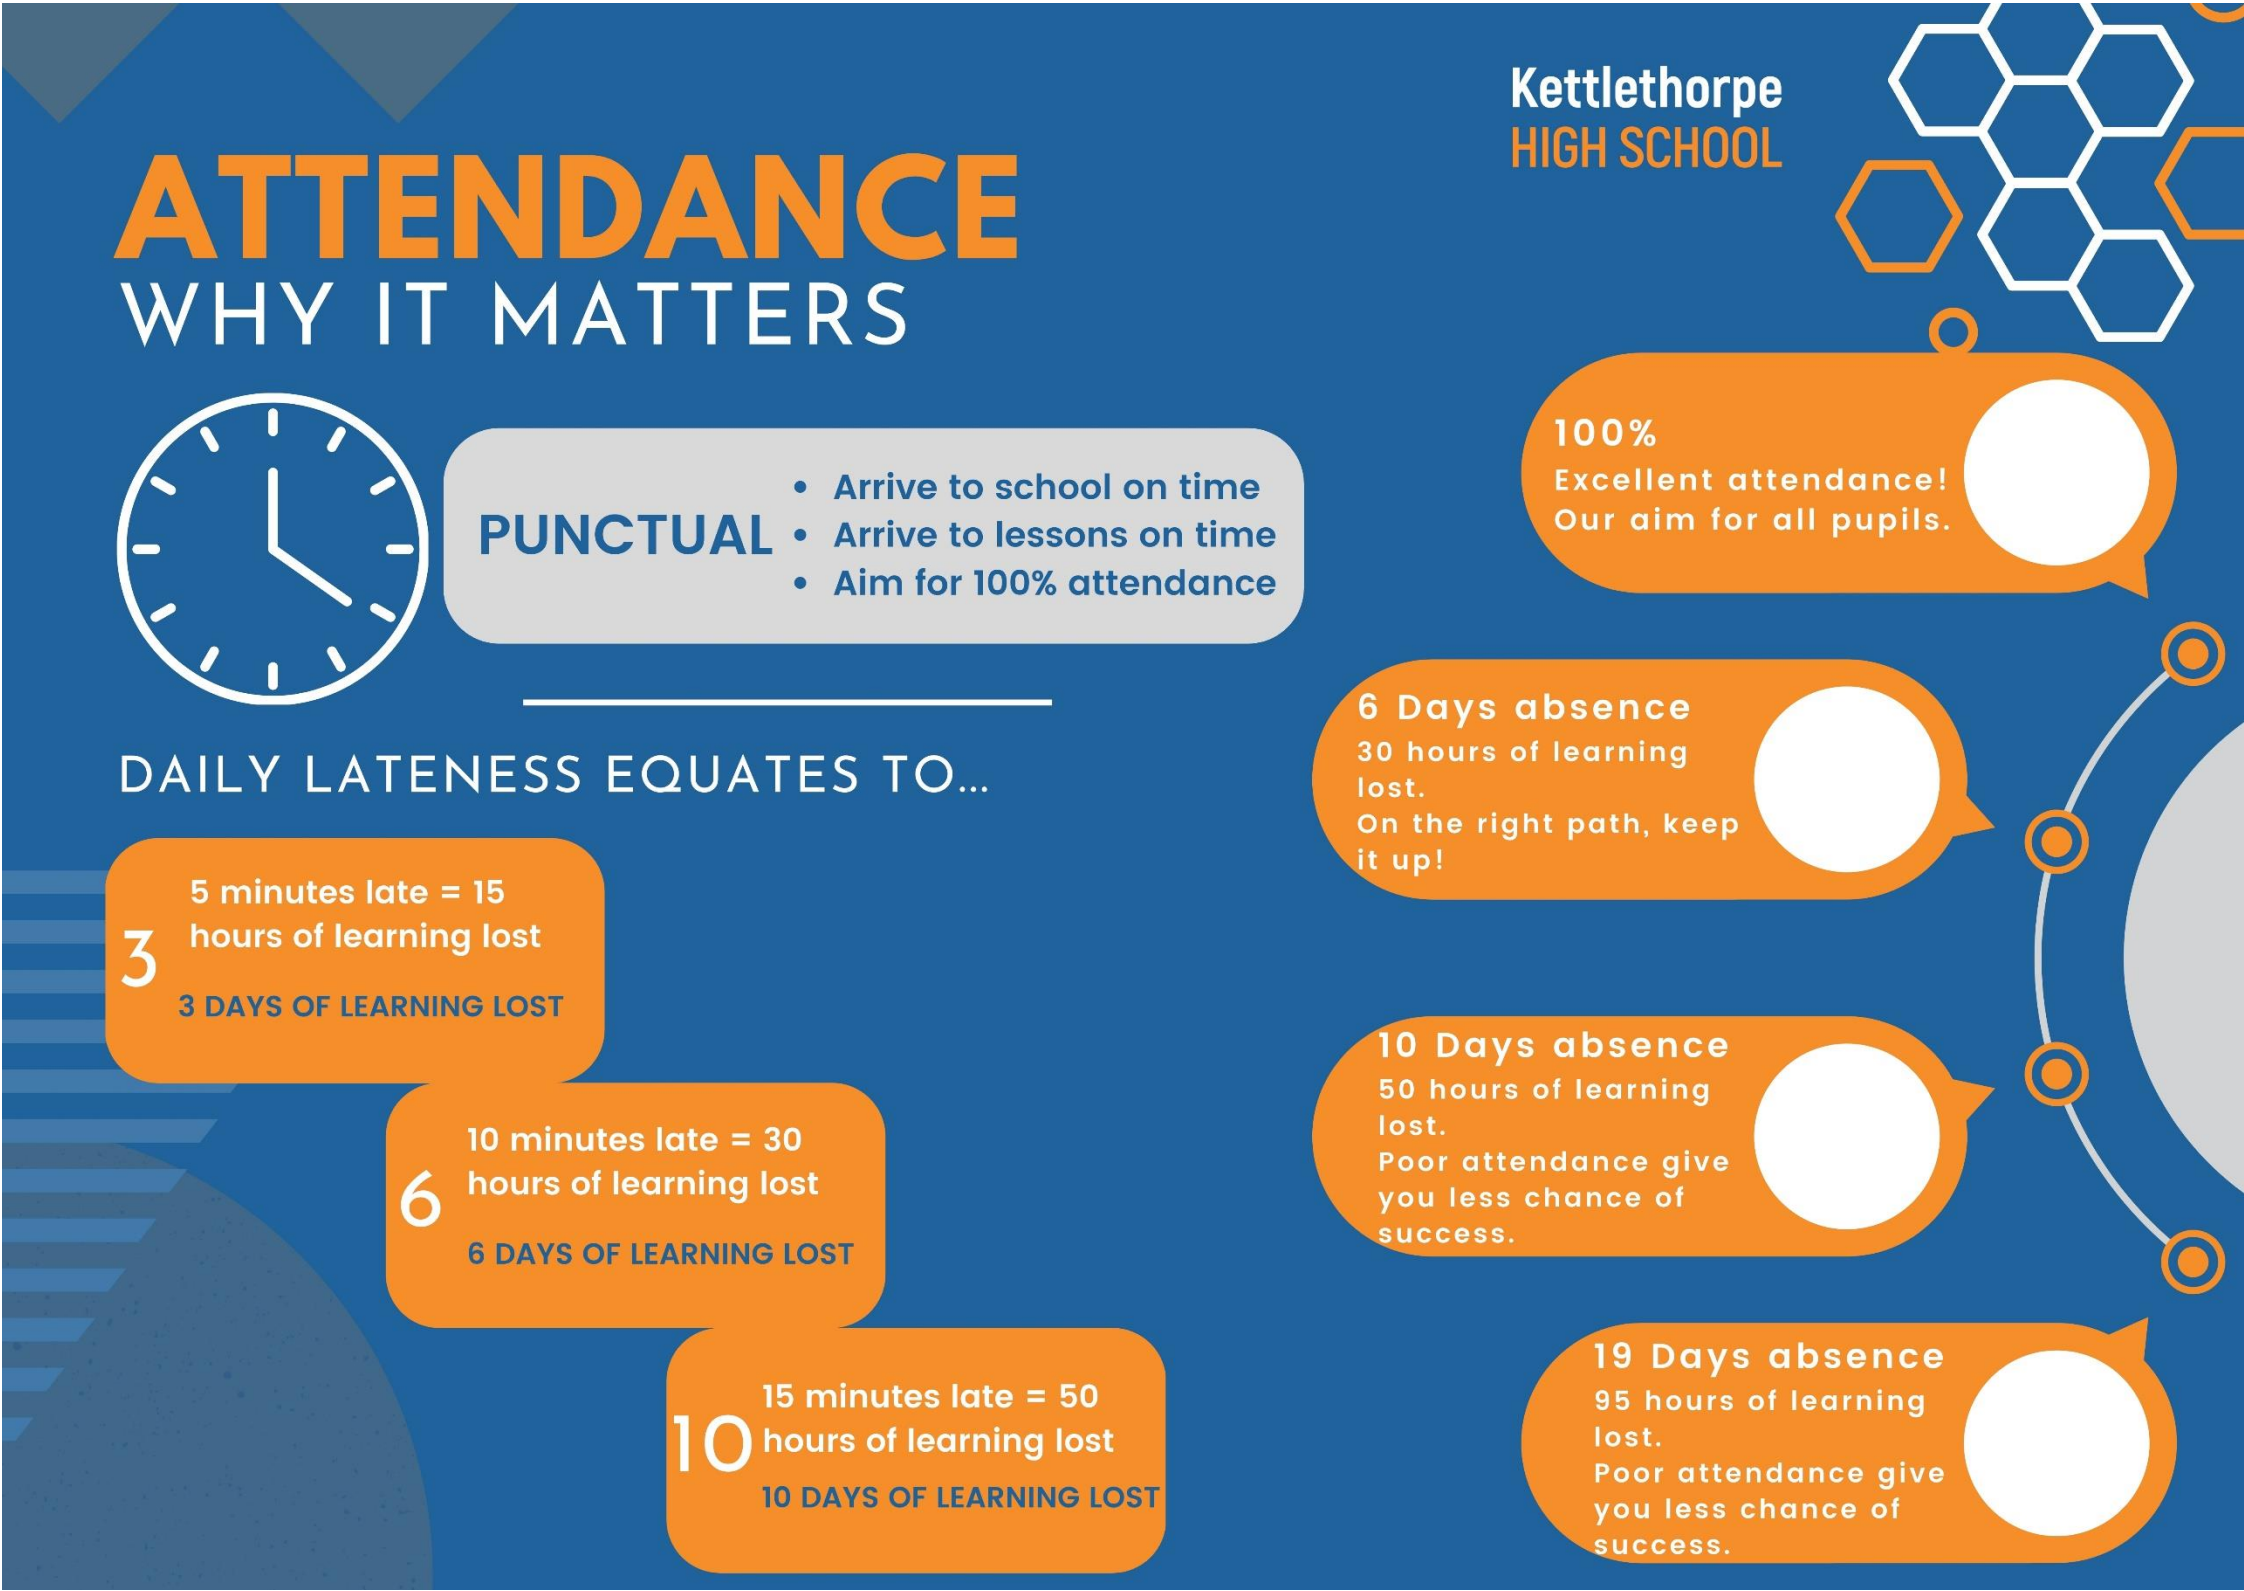 Kettlethorpe
HIGH SCHOOL
ATTENDANCE
WHY IT MATTERS
PUNCTUAL
• Arrive to school on time
• Arrive to lessons on time
• Aim for 100% attendance
DAILY LATENESS EQUATES TO...
3
5 minutes late = 15
hours of learning lost
3 DAYS OF LEARNING LOST
6
10 minutes late = 30
hours of learning lost
6 DAYS OF LEARNING LOST
10
15 minutes late = 50
hours of learning lost
10 DAYS OF LEARNING LOST
100%
Excellent attendance!
Our aim for all pupils.
6 Days absence
30 hours of learning
lost.
On the right path, keep
it up!
10 Days absence
50 hours of learning
lost.
Poor attendance give
you less chance of
success.
19 Days absence
95 hours of learning
lost.
Poor attendance give
you less chance of
success.